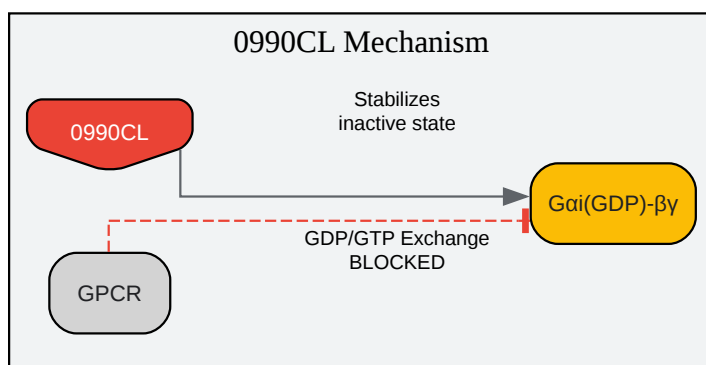 0990CL Mechanism
Stabilizes
inactive state
0990CL
Gαi(GDP)-βγ
GDP/GTP Exchange
BLOCKED
GPCR